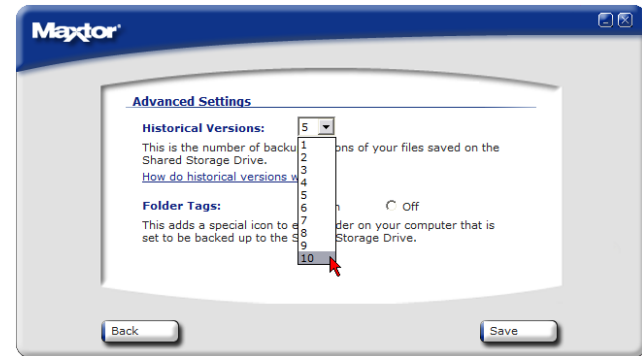 Maxtor
Advanced Settings
Historical Versions: 5
This is the number of backu ons of your files saved on the
Shared Storage Drive.
How do historical versions w
1
2
3
4
5
6
7
8
9
10
Folder Tags: n Off
This adds a special icon to e der on your computer that is
set to be backed up to the S Storage Drive.
Back Save